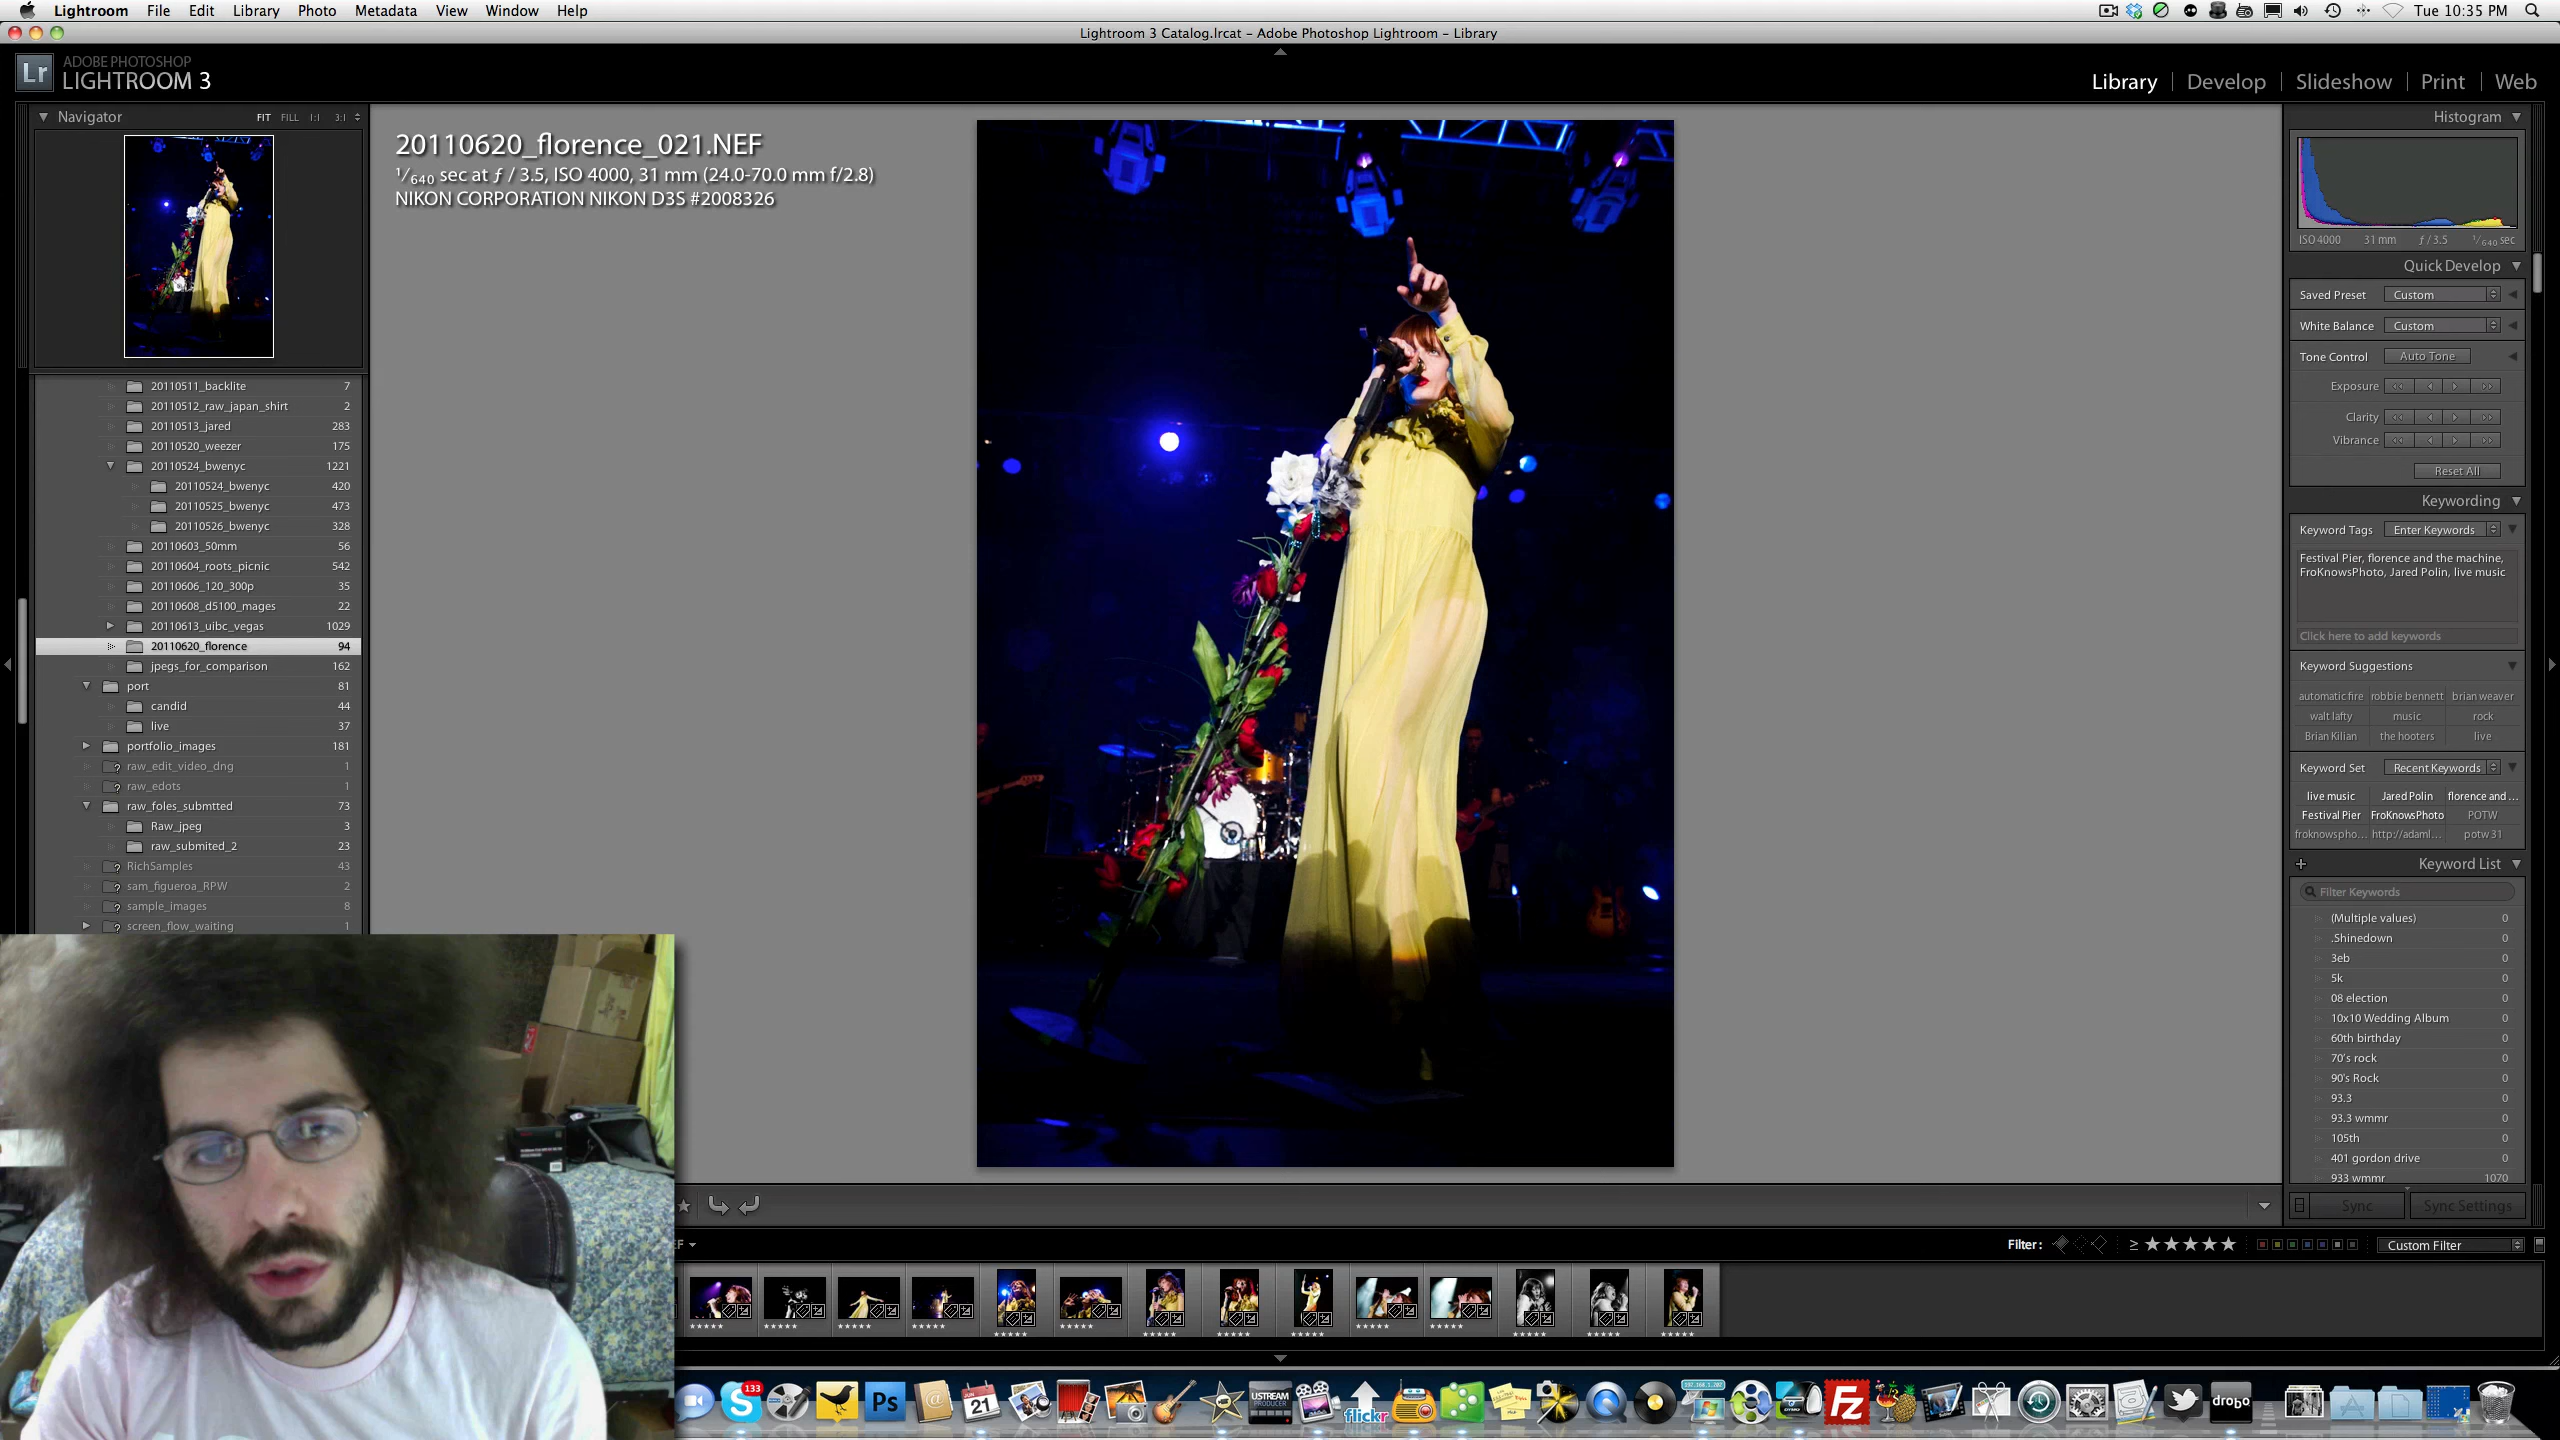 Lightroom File Edit Library Photo Metadata View Window Help
Tue 10:35 PM
Lightroom 3 Catalog.lrcat – Adobe Photoshop Lightroom – Library
Lr ADOBE PHOTOSHOP
LIGHTROOM 3
Library | Develop | Slideshow | Print | Web
Navigator FIT FILL 1:1 3:1
20110511_backlite 7
20110512_raw_japan_shirt 2
20110513_jared 283
20110520_weezer 175
20110524_bwenyc 1221
20110524_bwenyc 420
20110525_bwenyc 473
20110526_bwenyc 328
20110603_50mm 56
20110604_roots_picnic 542
20110606_120_300p 35
20110608_d5100_mages 22
20110613_uibc_vegas 1029
20110620_florence 94
jpegs_for_comparison 162
port 81
candid 44
live 37
portfolio_images 181
raw_edit_video_dng 1
raw_edots 1
raw_foles_submtted 73
Raw_jpeg 3
raw_submited_2 23
RichSamples 43
sam_figueroa_RPW 2
sample_images 8
screen_flow_waiting 1
20110620_florence_021.NEF
1/640 sec at ƒ / 3.5, ISO 4000, 31 mm (24.0-70.0 mm f/2.8)
NIKON CORPORATION NIKON D3S #2008326
Histogram
ISO 4000 31 mm ƒ / 3.5 1/640 sec
Quick Develop
Saved Preset Custom
White Balance Custom
Tone Control Auto Tone
Exposure
Clarity
Vibrance
Reset All
Keywording
Keyword Tags Enter Keywords
Festival Pier, florence and the machine,
FroKnowsPhoto, Jared Polin, live music
Click here to add keywords
Keyword Suggestions
automatic fire robbie bennett brian weaver
walt lafty music rock
Brian Kilian the hooters live
Keyword Set Recent Keywords
live music Jared Polin florence and ...
Festival Pier FroKnowsPhoto POTW
froknowspho... http://adaml... potw 31
Keyword List
Filter Keywords
(Multiple values) 0
.Shinedown 0
3eb 0
5k 0
08 election 0
10x10 Wedding Album 0
60th birthday 0
70's rock 0
90's Rock 0
93.3 0
93.3 wmmr 0
105th 0
401 gordon drive 0
933 wmmr 1070
Sync Sync Settings
Filter : ≥ ★★★★★ Custom Filter
133
Ps
JUN
21
USTREAM
PRODUCER
flickr
Fz
drobo